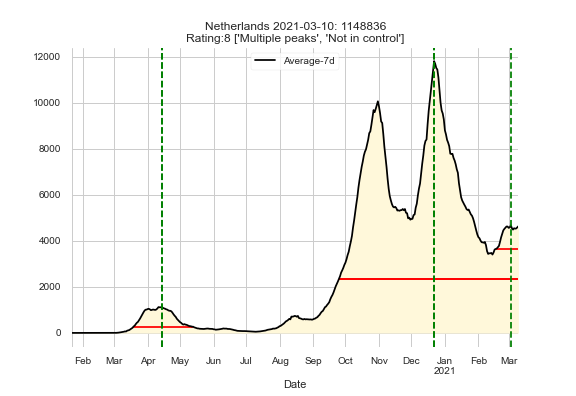 Netherlands 2021-03-10: 1148836
Rating:8 ['Multiple peaks', 'Not in control']
Average-7d
12000
10000
8000
6000
4000
2000
0
Feb Mar Apr May Jun Jul Aug Sep Oct Nov Dec Jan Feb Mar
2021
Date